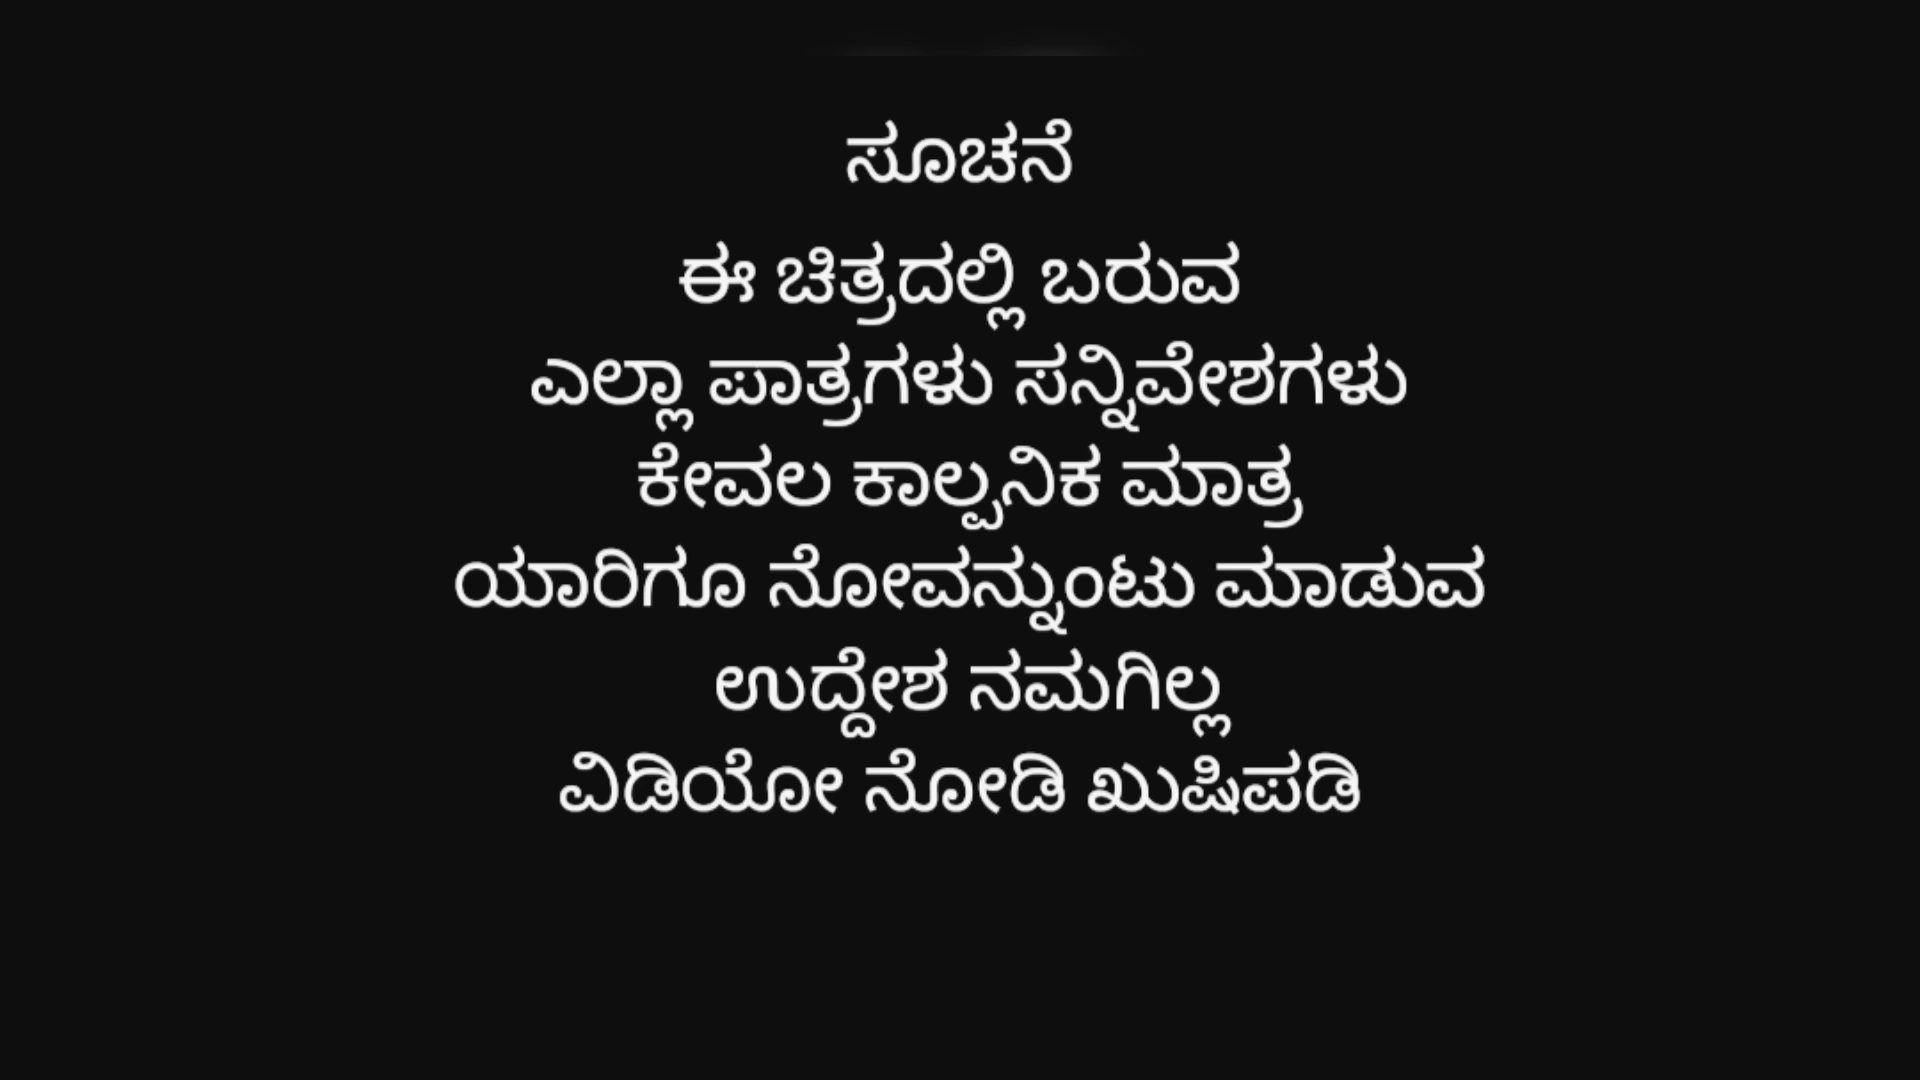 ಸೂಚನೆ
ಈ ಚಿತ್ರದಲ್ಲಿ ಬರುವ
ಎಲ್ಲಾ ಪಾತ್ರಗಳು ಸನ್ನಿವೇಶಗಳು
ಕೇವಲ ಕಾಲ್ಪನಿಕ ಮಾತ್ರ
ಯಾರಿಗೂ ನೋವನ್ನುಂಟು ಮಾಡುವ
ಉದ್ದೇಶ ನಮಗಿಲ್ಲ
ವಿಡಿಯೋ ನೋಡಿ ಖುಷಿಪಡಿ